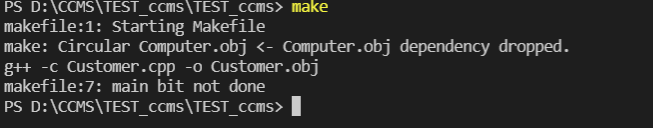 PS D:\CCMS\TEST_ccms\TEST_ccms> make
makefile:1: Starting Makefile
make: Circular Computer.obj <- Computer.obj dependency dropped.
g++ -c Customer.cpp -o Customer.obj
makefile:7: main bit not done
PS D:\CCMS\TEST_ccms\TEST_ccms>